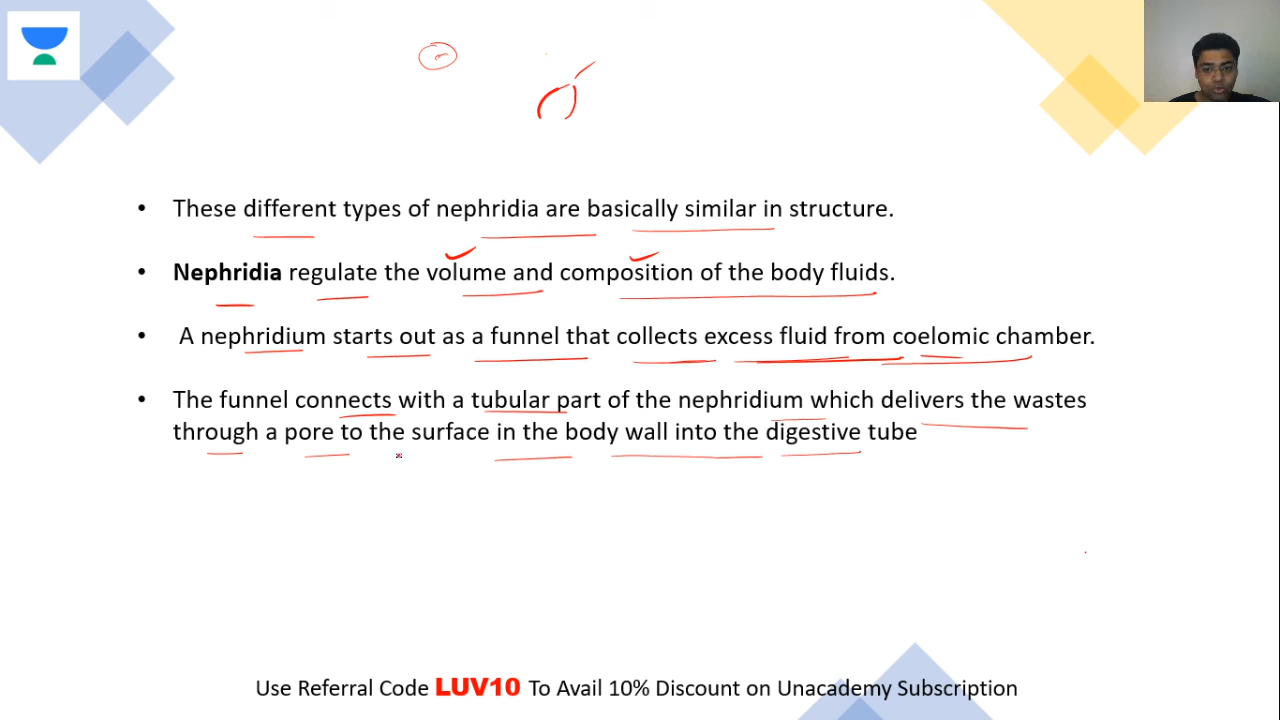 • These different types of nephridia are basically similar in structure.
• Nephridia regulate the volume and composition of the body fluids.
• A nephridium starts out as a funnel that collects excess fluid from coelomic chamber.
• The funnel connects with a tubular part of the nephridium which delivers the wastes
through a pore to the surface in the body wall into the digestive tube
Use Referral Code LUV10 To Avail 10% Discount on Unacademy Subscription